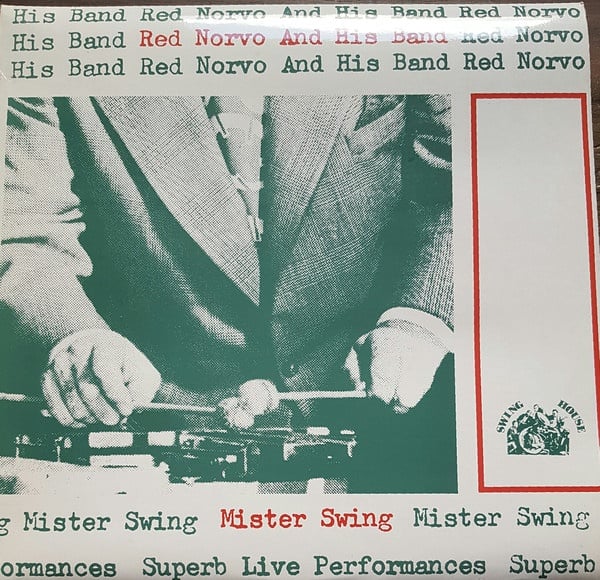 His Band Red Norvo And His Band Red Norvo
His Band Red Norvo And His Band Red Norvo
His Band Red Norvo And His Band Red Norvo
SWING HOUSE
g Mister Swing Mister Swing Mister Swing
ormances Superb Live Performances Superb